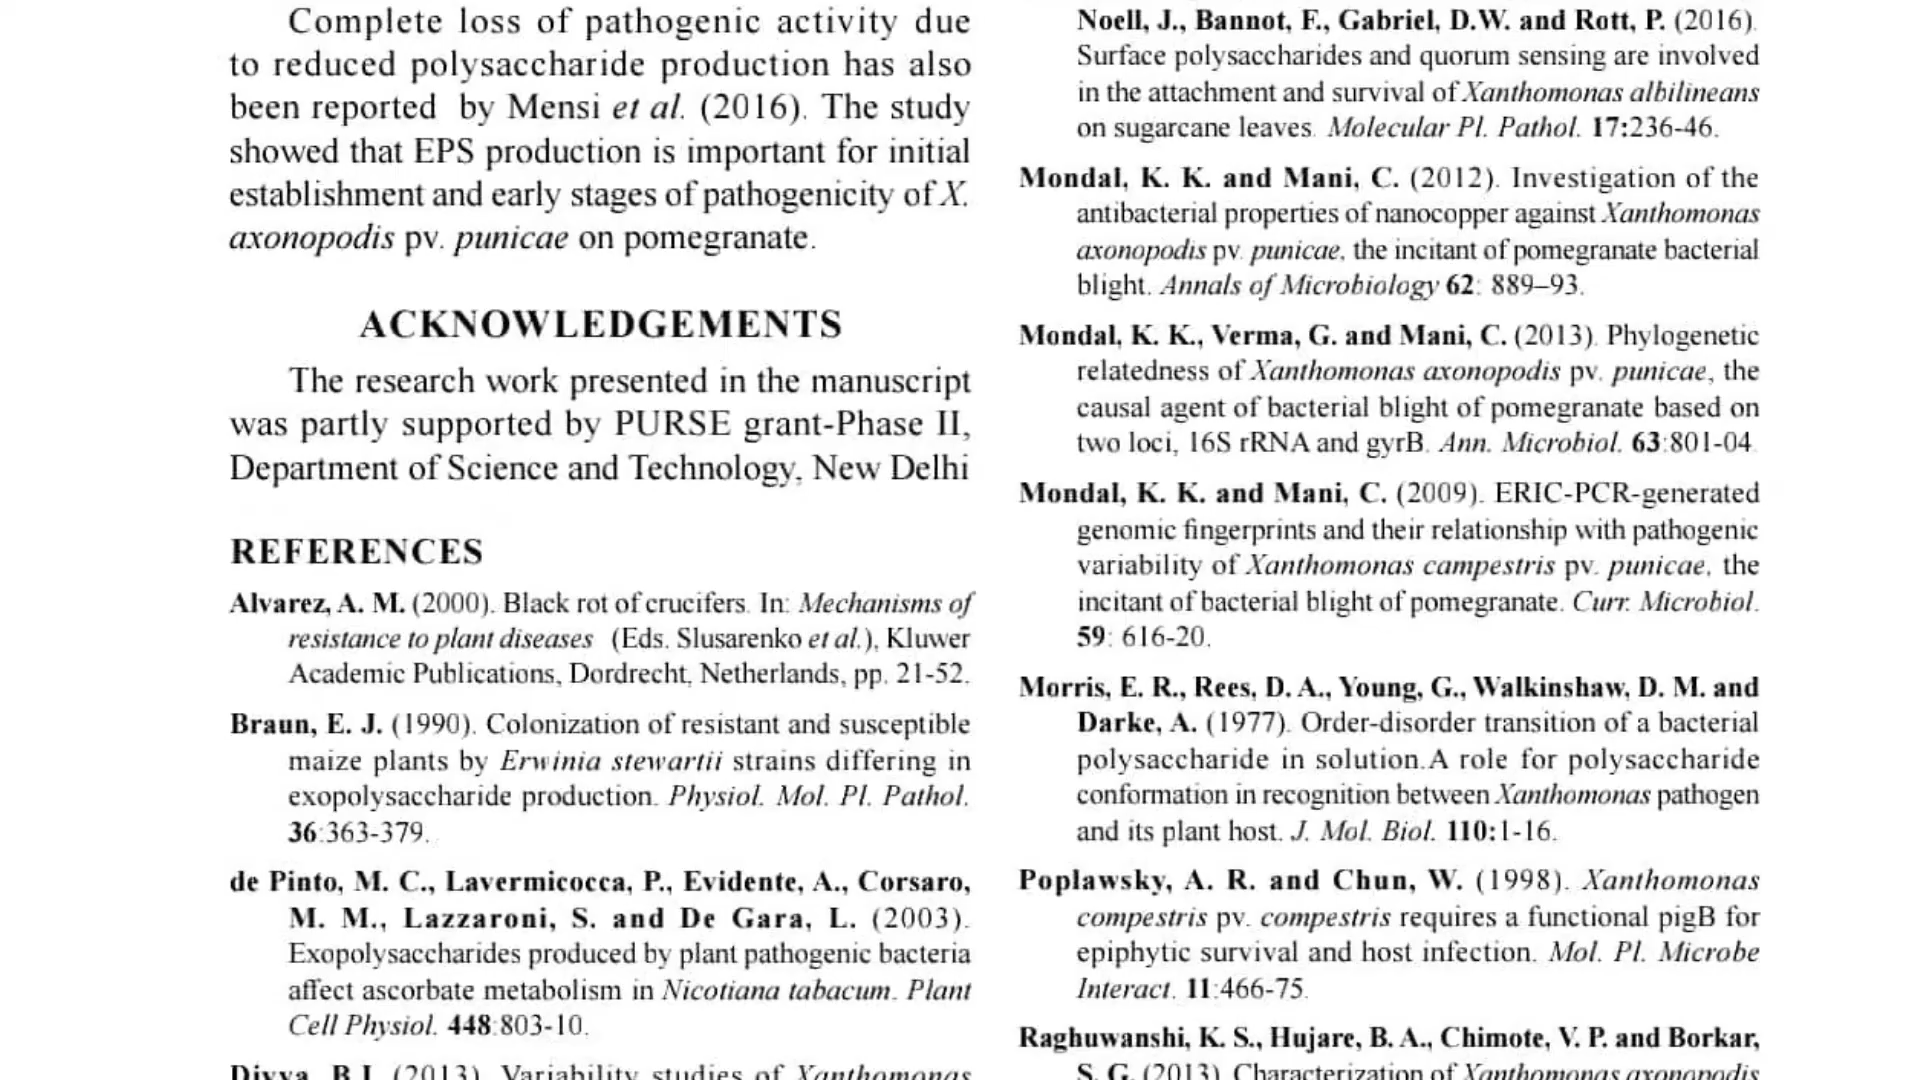 Complete loss of pathogenic activity due
to reduced polysaccharide production has also
been reported by Mensi et al. (2016). The study
showed that EPS production is important for initial
establishment and early stages of pathogenicity of X.
axonopodis pv. punicae on pomegranate.
ACKNOWLEDGEMENTS
The research work presented in the manuscript
was partly supported by PURSE grant-Phase II,
Department of Science and Technology, New Delhi
REFERENCES
Alvarez, A. M. (2000). Black rot of crucifers. In: Mechanisms of
resistance to plant diseases (Eds. Slusarenko et al.), Kluwer
Academic Publications, Dordrecht, Netherlands, pp. 21-52.
Braun, E. J. (1990). Colonization of resistant and susceptible
maize plants by Erwinia stewartii strains differing in
exopolysaccharide production. Physiol. Mol. Pl. Pathol.
36:363-379.
de Pinto, M. C., Lavermicocca, P., Evidente, A., Corsaro,
M. M., Lazzaroni, S. and De Gara, L. (2003).
Exopolysaccharides produced by plant pathogenic bacteria
affect ascorbate metabolism in Nicotiana tabacum. Plant
Cell Physiol. 448:803-10.
Divya, B.L. (2013). Variability studies of Xanthomonas
Noell, J., Bannot, F., Gabriel, D.W. and Rott, P. (2016).
Surface polysaccharides and quorum sensing are involved
in the attachment and survival of Xanthomonas albilineans
on sugarcane leaves. Molecular Pl. Pathol. 17:236-46.
Mondal, K. K. and Mani, C. (2012). Investigation of the
antibacterial properties of nanocopper against Xanthomonas
axonopodis pv. punicae, the incitant of pomegranate bacterial
blight. Annals of Microbiology 62: 889–93.
Mondal, K. K., Verma, G. and Mani, C. (2013). Phylogenetic
relatedness of Xanthomonas axonopodis pv. punicae, the
causal agent of bacterial blight of pomegranate based on
two loci, 16S rRNA and gyrB. Ann. Microbiol. 63:801-04.
Mondal, K. K. and Mani, C. (2009). ERIC-PCR-generated
genomic fingerprints and their relationship with pathogenic
variability of Xanthomonas campestris pv. punicae, the
incitant of bacterial blight of pomegranate. Curr. Microbiol.
59: 616-20.
Morris, E. R., Rees, D. A., Young, G., Walkinshaw, D. M. and
Darke, A. (1977). Order-disorder transition of a bacterial
polysaccharide in solution.A role for polysaccharide
conformation in recognition between Xanthomonas pathogen
and its plant host. J. Mol. Biol. 110:1-16.
Poplawsky, A. R. and Chun, W. (1998). Xanthomonas
compestris pv. compestris requires a functional pigB for
epiphytic survival and host infection. Mol. Pl. Microbe
Interact. 11:466-75.
Raghuwanshi, K. S., Hujare, B. A., Chimote, V. P. and Borkar,
S. G. (2013). Characterization of Xanthomonas axonopodis